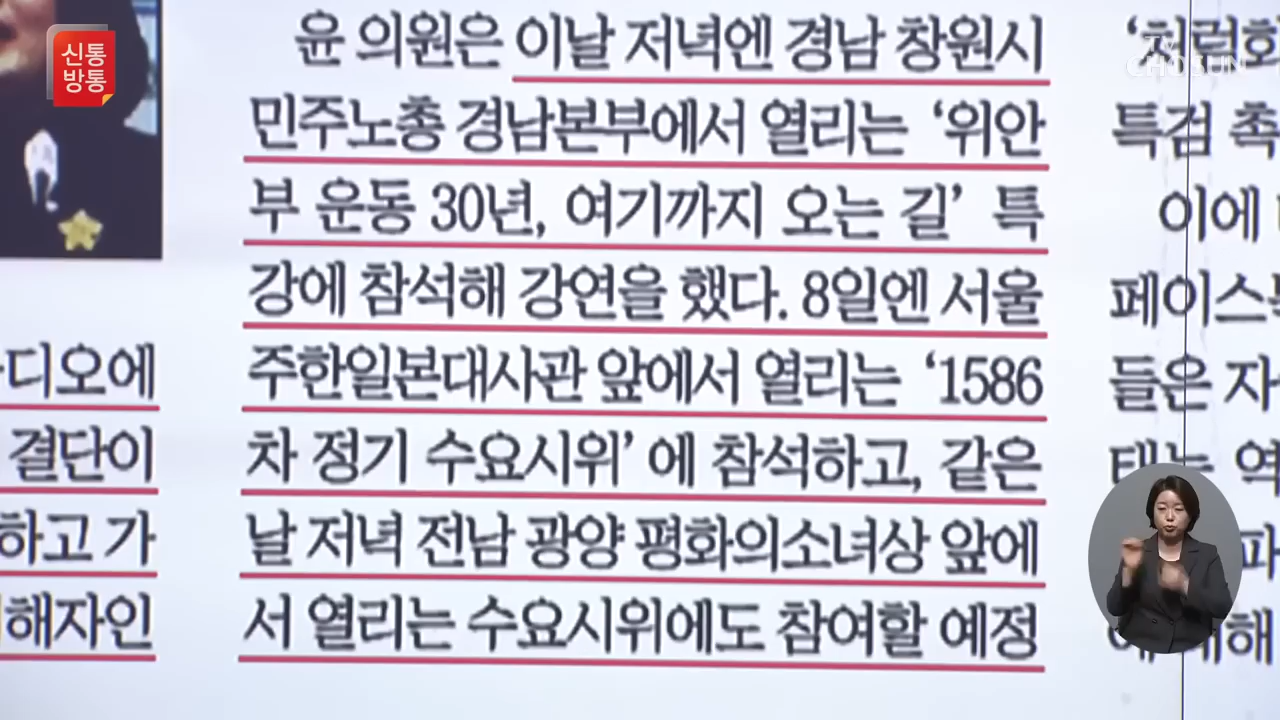 신통
방통
TV
CHOSUN
윤 의원은 이날 저녁엔 경남 창원시
민주노총 경남본부에서 열리는 ‘위안
부 운동 30년, 여기까지 오는 길’ 특
강에 참석해 강연을 했다. 8일엔 서울
주한일본대사관 앞에서 열리는 ‘1586
차 정기 수요시위’에 참석하고, 같은
날 저녁 전남 광양 평화의소녀상 앞에
서 열리는 수요시위에도 참여할 예정
디오에
결단이
하고 가
해자인
‘처럼회
특검 촉
이에
페이스
들은 자